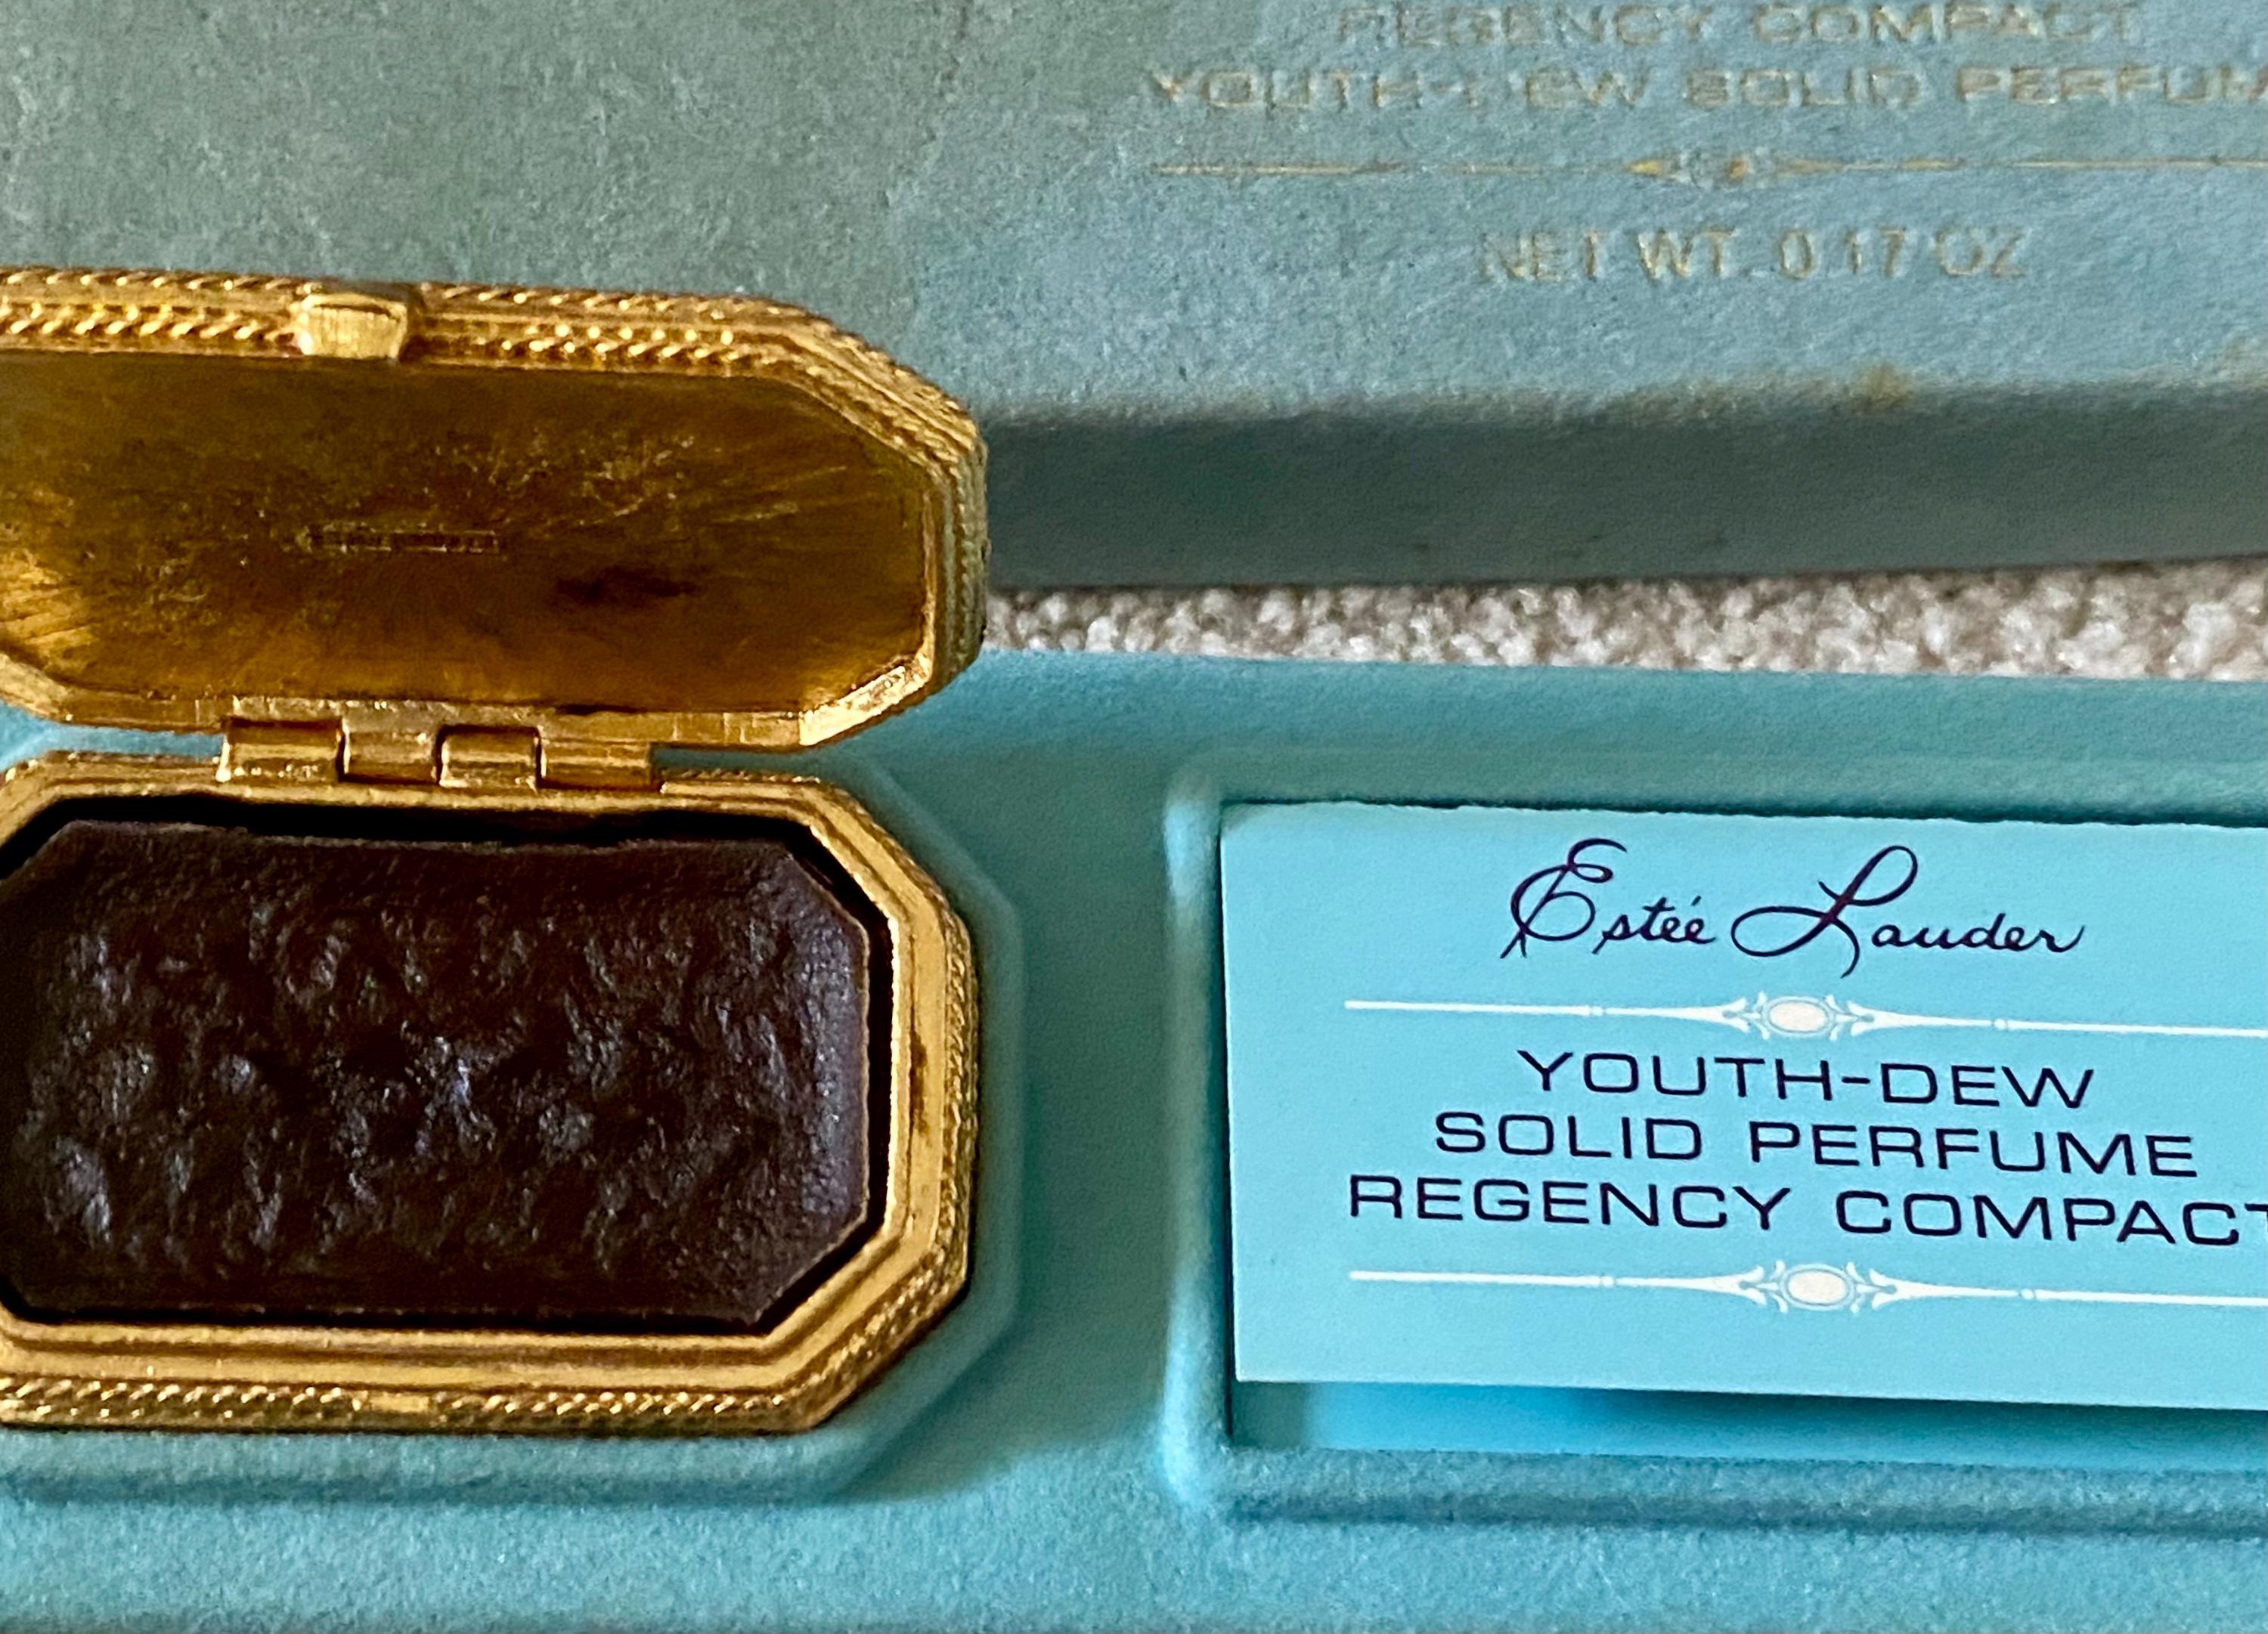 REGENCY COMPACT
YOUTH-DEW SOLID PERFUM
NET WT. 0.17 OZ
Estée Lauder
YOUTH-DEW
SOLID PERFUME
REGENCY COMPACT